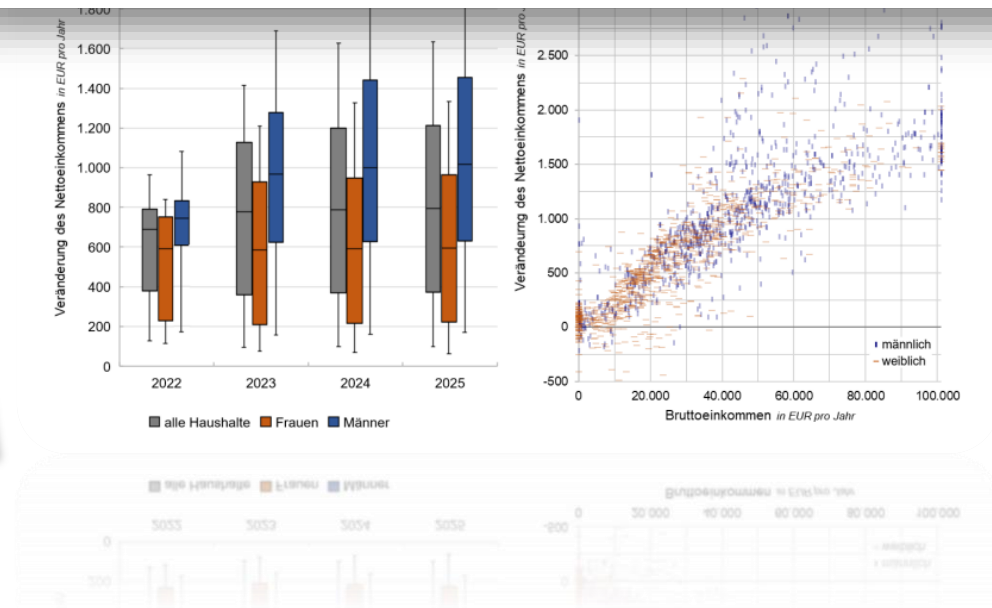 Veränderung des Nettoeinkommens in EUR pro Jahr
1.800
1.600
1.400
1.200
1.000
800
600
400
200
0
2022 2023 2024 2025
alle Haushalte Frauen Männer
Verändeurng des Nettoeinkommens in EUR pro
2.500
2.000
1.500
1.000
500
0
-500
männlich
weiblich
0 20.000 40.000 60.000 80.000 100.000
Bruttoeinkommen in EUR pro Jahr